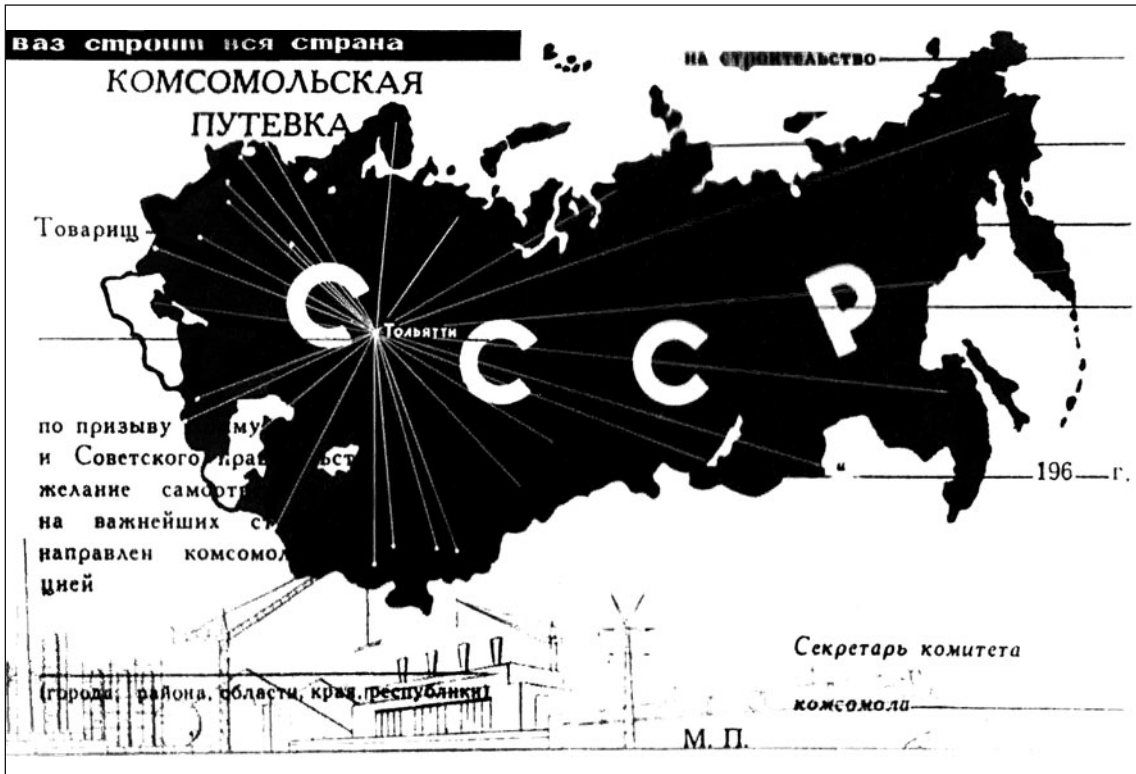 ваз строит вся страна
КОМСОМОЛЬСКАЯ
ПУТЕВКА
на строительство
Товарищ
С С С Р
Тольятти
по призыву
и Советского
желание
на важнейших
направлен
цией
" 196 г.
(города, района, области, края, республики)
Секретарь комитета
комсомола
М. П.